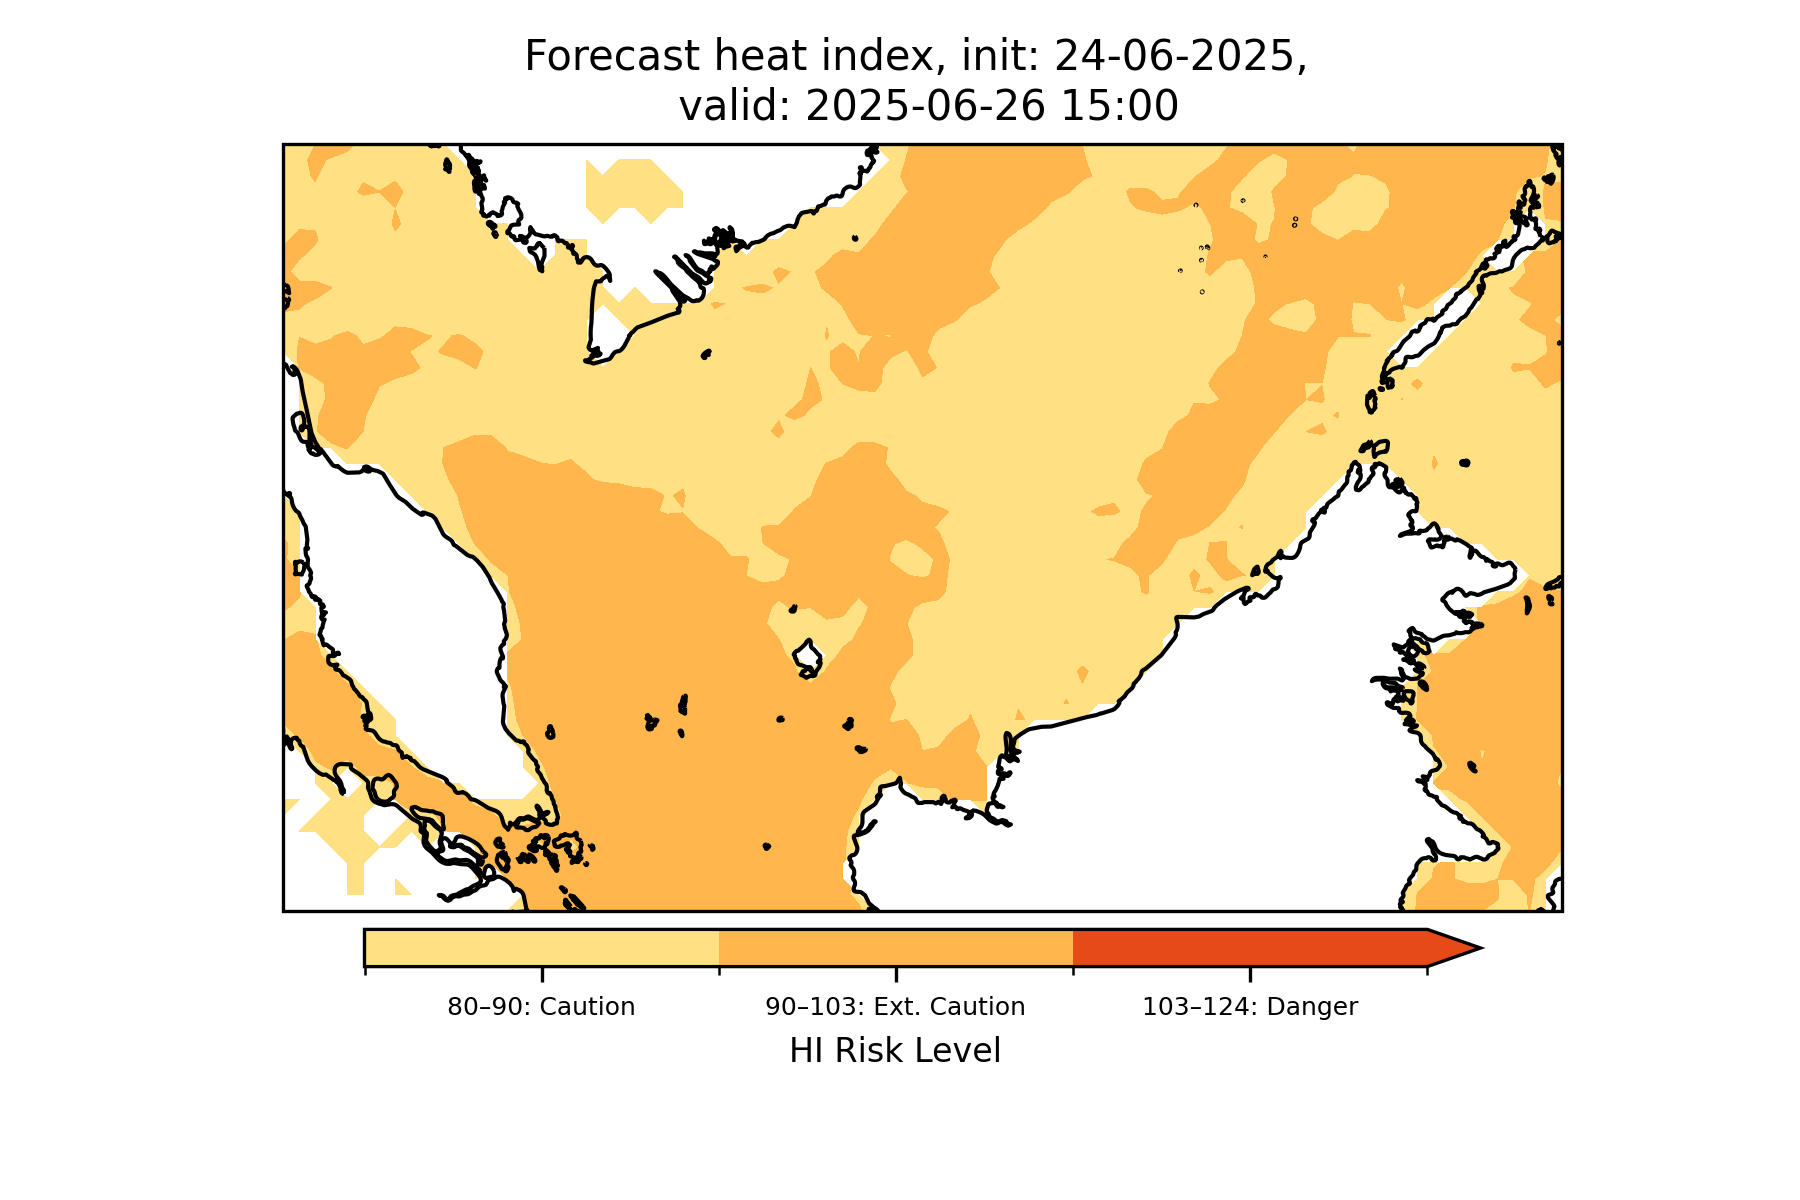 Forecast heat index, init: 24-06-2025,
valid: 2025-06-26 15:00
80–90: Caution
90–103: Ext. Caution
103–124: Danger
HI Risk Level